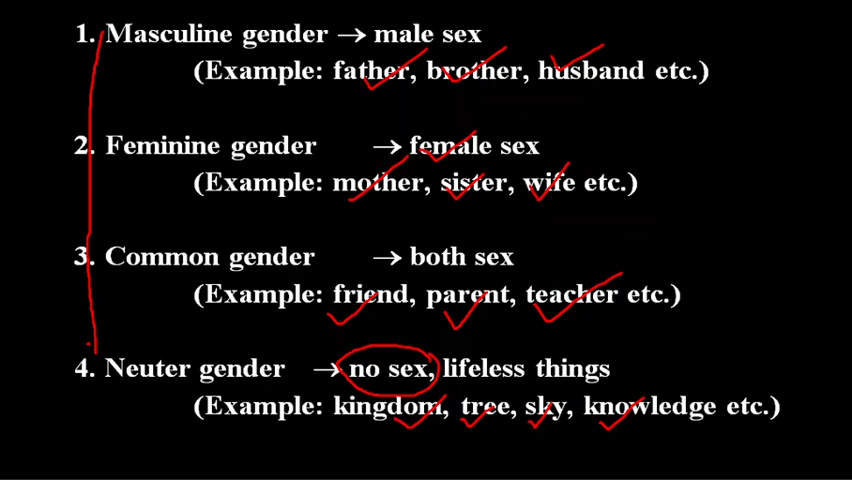 1. Masculine gender → male sex
(Example: father, brother, husband etc.)
2. Feminine gender → female sex
(Example: mother, sister, wife etc.)
3. Common gender → both sex
(Example: friend, parent, teacher etc.)
4. Neuter gender → no sex, lifeless things
(Example: kingdom, tree, sky, knowledge etc.)